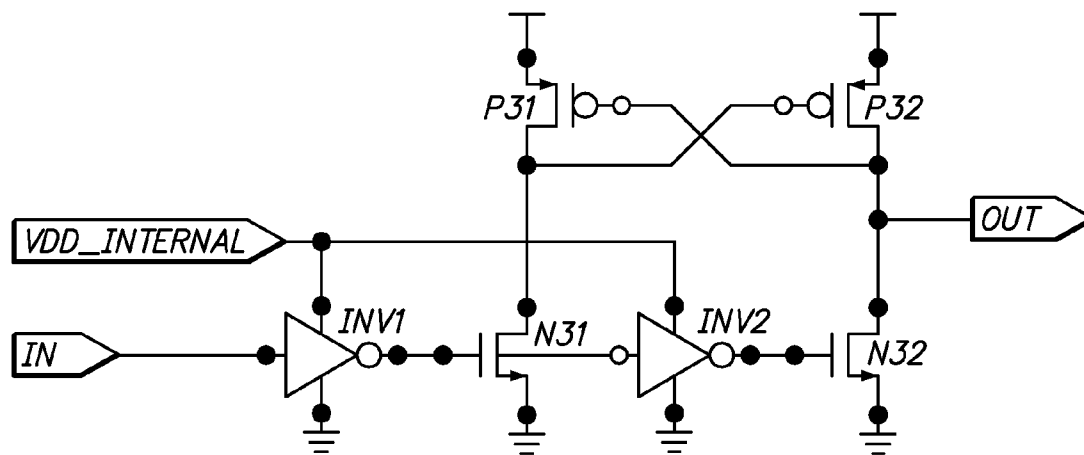 P31
P32
VDD_INTERNAL
OUT
INV1
N31
INV2
IN
N32